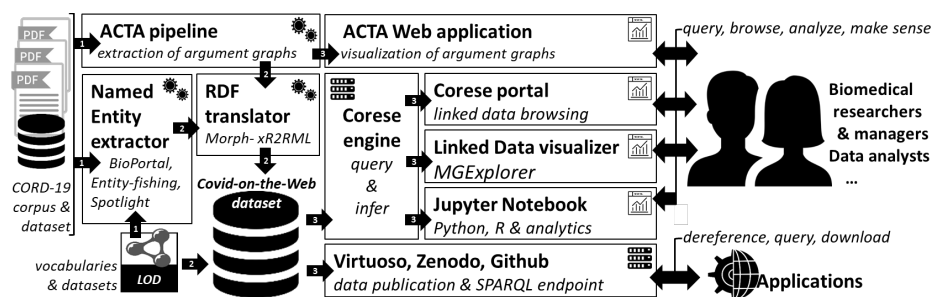 PDF
PDF
PDF
CORD-19
corpus &
dataset
1
ACTA pipeline
extraction of argument graphs
3
ACTA Web application
visualization of argument graphs
query, browse, analyze, make sense
2
1
Named
Entity
extractor
BioPortal,
Entity-fishing,
Spotlight
2
RDF
translator
Morph- xR2RML
2
Corese
engine
query
&
infer
3
Corese portal
linked data browsing
3
Linked Data visualizer
MGExplorer
3
Jupyter Notebook
Python, R & analytics
Biomedical
researchers
& managers
Data analysts
...
Covid-on-the-Web
dataset
3
1
vocabularies
& datasets
LOD
2
3
Virtuoso, Zenodo, Github
data publication & SPARQL endpoint
dereference, query, download
Applications